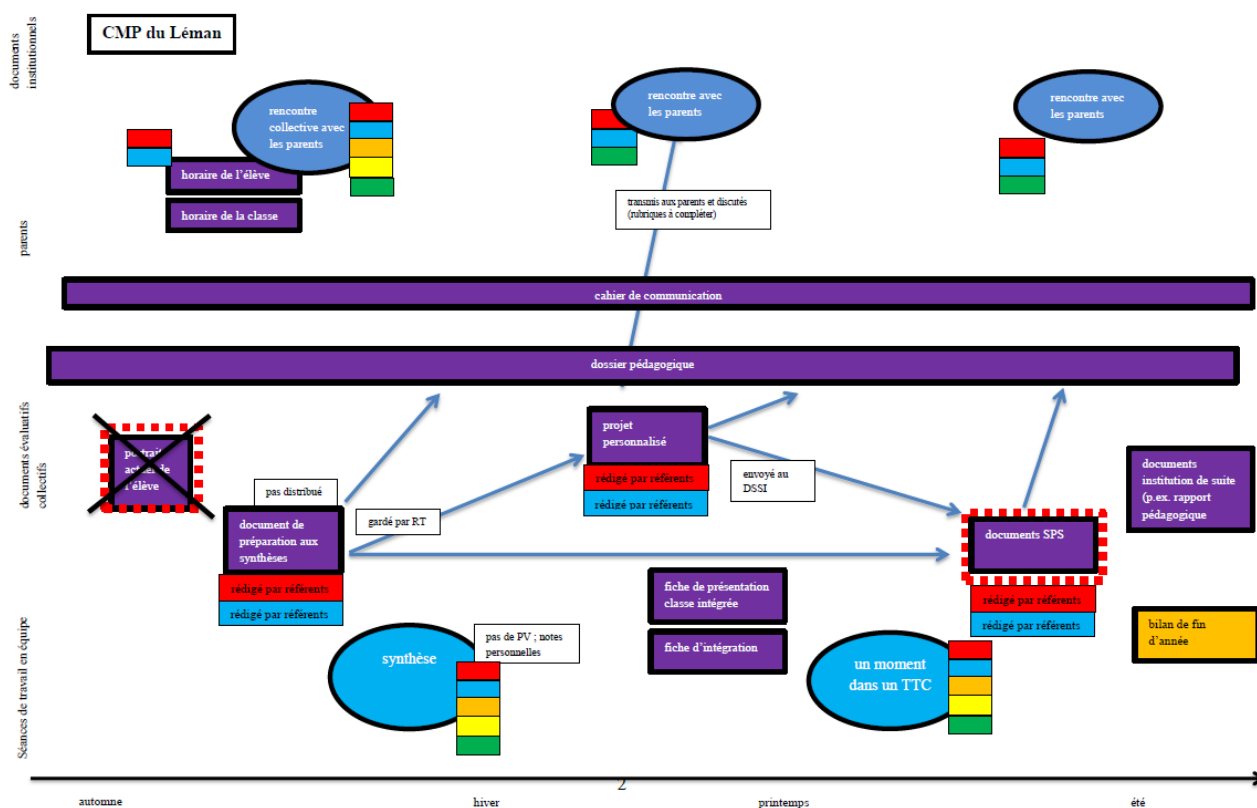 documents
institutionnels
CMP du Léman
rencontre
collective avec
les parents
rencontre avec
les parents
rencontre avec
les parents
horaire de l'élève
horaire de la classe
transmis aux parents et discutés
(rubriques à compléter)
parents
cahier de communication
dossier pédagogique
documents évaluatifs
collectifs
portrait
actuel de
l'élève
pas distribué
document de
préparation aux
synthèses
rédigé par référents
rédigé par référents
gardé par RT
projet
personnalisé
rédigé par référents
rédigé par référents
envoyé au
DSSI
documents SPS
rédigé par référents
rédigé par référents
documents
institution de suite
(p.ex. rapport
pédagogique
fiche de présentation
classe intégrée
fiche d'intégration
bilan de fin
d'année
Séances de travail en équipe
synthèse
pas de PV ; notes
personnelles
un moment
dans un TTC
2
automne
hiver
printemps
été